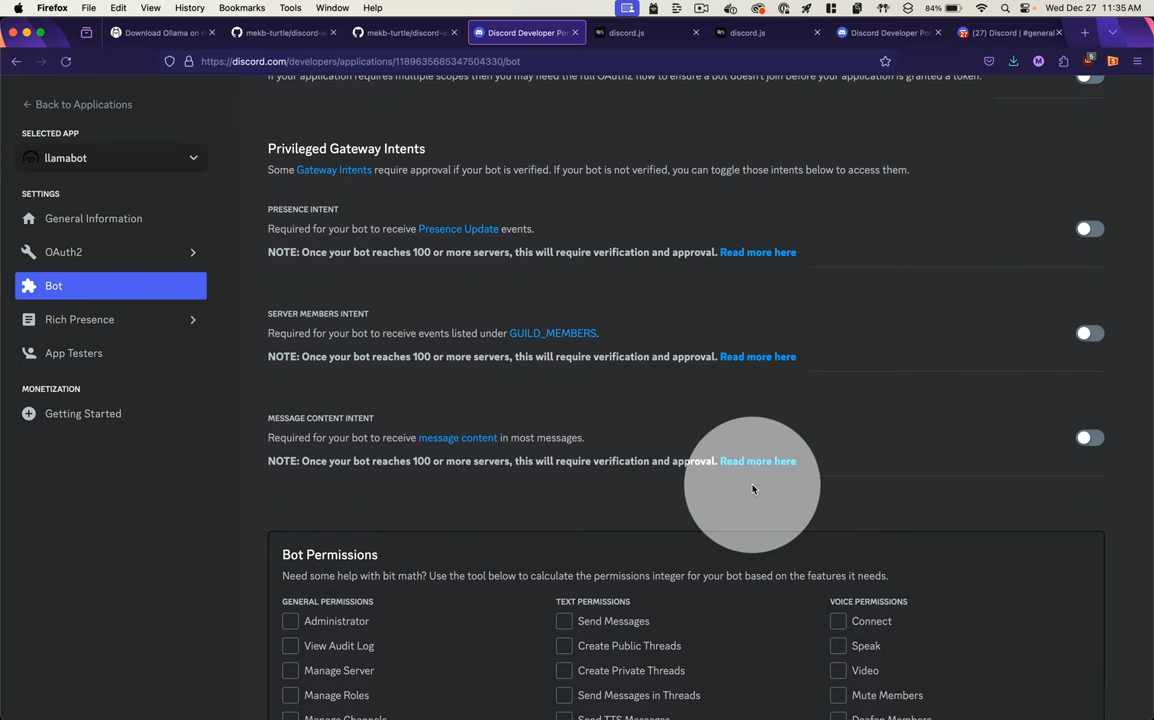 Firefox File Edit View History Bookmarks Tools Window Help 84% Wed Dec 27 11:35 AM
Download Ollama on mekb-turtle/discord- mekb-turtle/discord- Discord Developer Por discord.js discord.js Discord Developer Por (27) Discord | #general
https://discord.com/developers/applications/1189635685347504330/bot
If your application requires multiple scopes then you may need the full OAuth2 flow to ensure a bot doesn't join before your application is granted a token.
← Back to Applications
SELECTED APP
llamabot
SETTINGS
General Information
OAuth2
Bot
Rich Presence
App Testers
MONETIZATION
Getting Started
Privileged Gateway Intents
Some Gateway Intents require approval if your bot is verified. If your bot is not verified, you can toggle those intents below to access them.
PRESENCE INTENT
Required for your bot to receive Presence Update events.
NOTE: Once your bot reaches 100 or more servers, this will require verification and approval. Read more here
SERVER MEMBERS INTENT
Required for your bot to receive events listed under GUILD_MEMBERS.
NOTE: Once your bot reaches 100 or more servers, this will require verification and approval. Read more here
MESSAGE CONTENT INTENT
Required for your bot to receive message content in most messages.
NOTE: Once your bot reaches 100 or more servers, this will require verification and approval. Read more here
Bot Permissions
Need some help with bit math? Use the tool below to calculate the permissions integer for your bot based on the features it needs.
GENERAL PERMISSIONS
Administrator
View Audit Log
Manage Server
Manage Roles
Manage Channels
TEXT PERMISSIONS
Send Messages
Create Public Threads
Create Private Threads
Send Messages in Threads
Send TTS Messages
VOICE PERMISSIONS
Connect
Speak
Video
Mute Members
Deafen Members